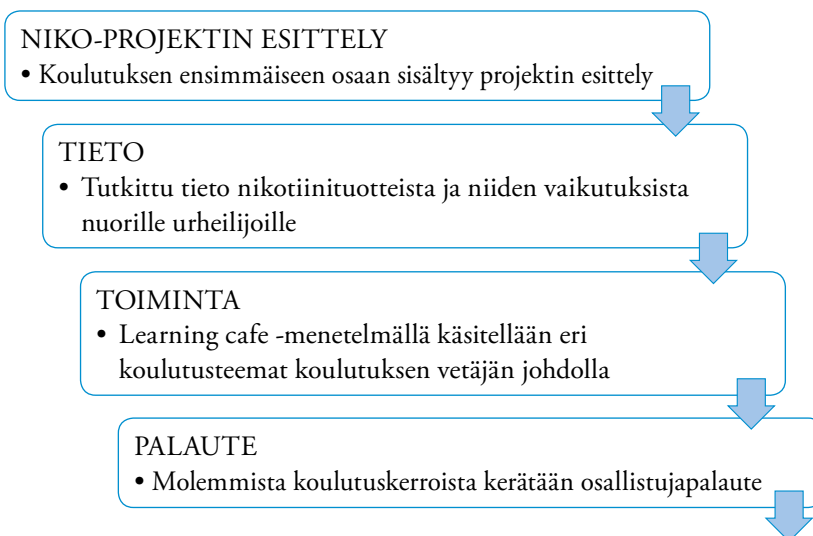 NIKO-PROJEKTIN ESITTELY
• Koulutuksen ensimmäiseen osaan sisältyy projektin esittely
TIETO
• Tutkittu tieto nikotiinituotteista ja niiden vaikutuksista
nuorille urheilijoille
TOIMINTA
• Learning cafe -menetelmällä käsitellään eri
koulutusteemat koulutuksen vetäjän johdolla
PALAUTE
• Molemmista koulutuskerroista kerätään osallistujapalaute